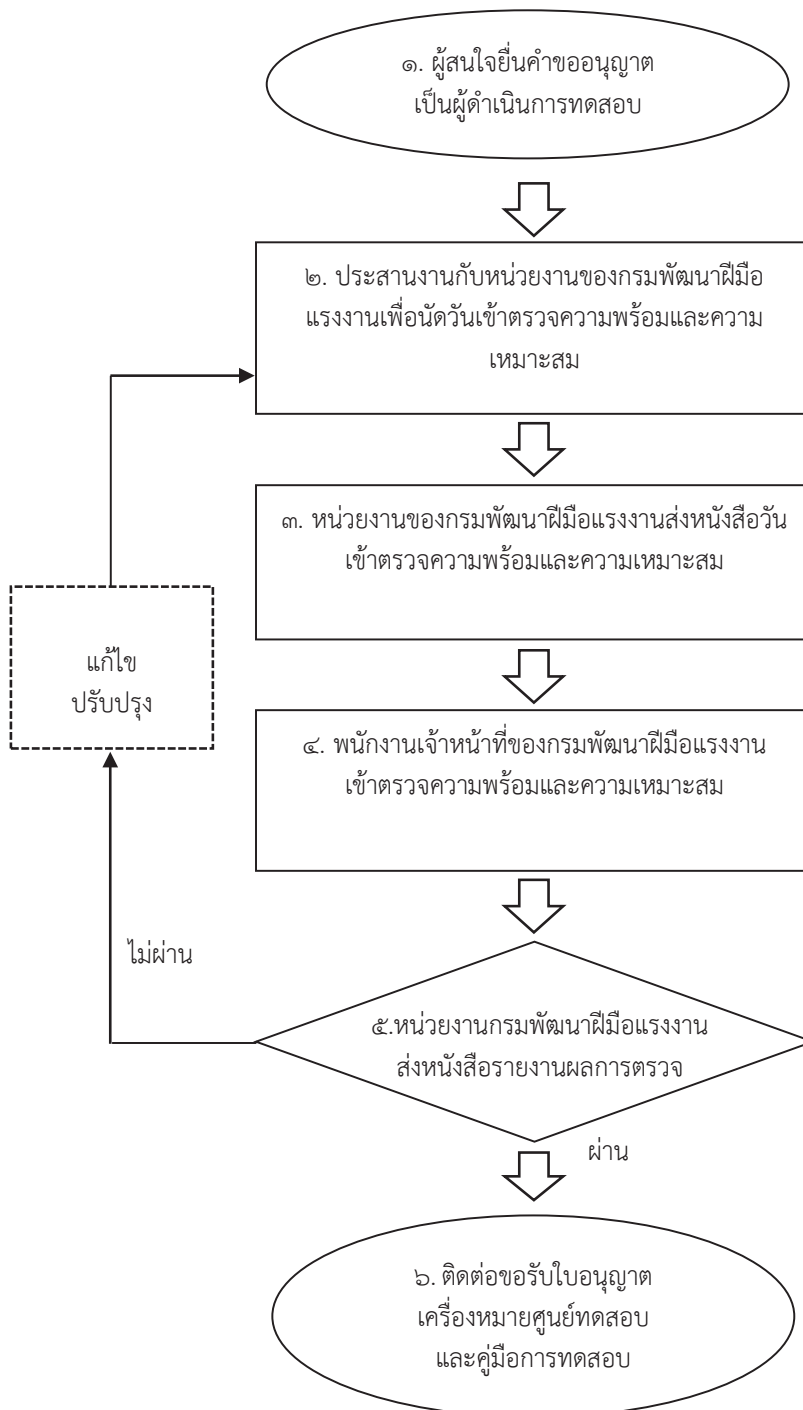 ๑. ผู้สนใจยื่นคำขออนุญาต
เป็นผู้ดำเนินการทดสอบ
๒. ประสานงานกับหน่วยงานของกรมพัฒนาฝีมือ
แรงงานเพื่อนัดวันเข้าตรวจความพร้อมและความ
เหมาะสม
๓. หน่วยงานของกรมพัฒนาฝีมือแรงงานส่งหนังสือวัน
เข้าตรวจความพร้อมและความเหมาะสม
แก้ไข
ปรับปรุง
๔. พนักงานเจ้าหน้าที่ของกรมพัฒนาฝีมือแรงงาน
เข้าตรวจความพร้อมและความเหมาะสม
ไม่ผ่าน
๕.หน่วยงานกรมพัฒนาฝีมือแรงงาน
ส่งหนังสือรายงานผลการตรวจ
ผ่าน
๖. ติดต่อขอรับใบอนุญาต
เครื่องหมายศูนย์ทดสอบ
และคู่มือการทดสอบ